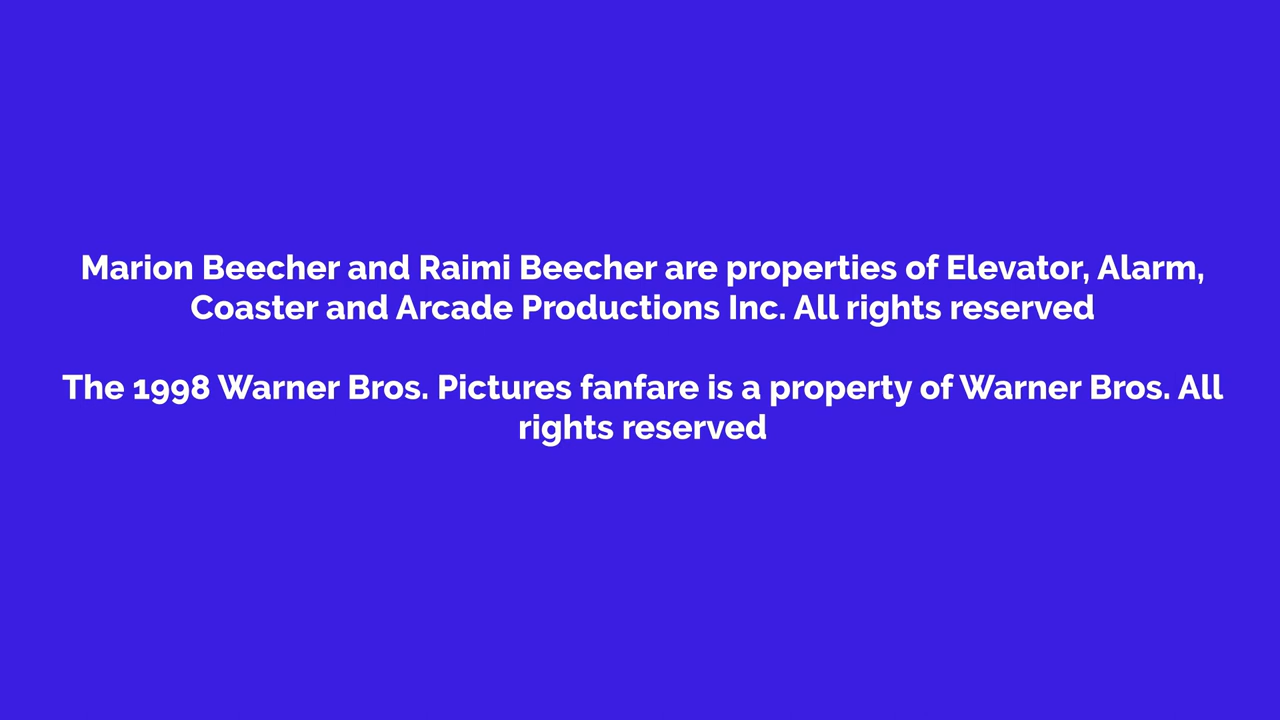 Marion Beecher and Raimi Beecher are properties of Elevator, Alarm,
Coaster and Arcade Productions Inc. All rights reserved
The 1998 Warner Bros. Pictures fanfare is a property of Warner Bros. All
rights reserved